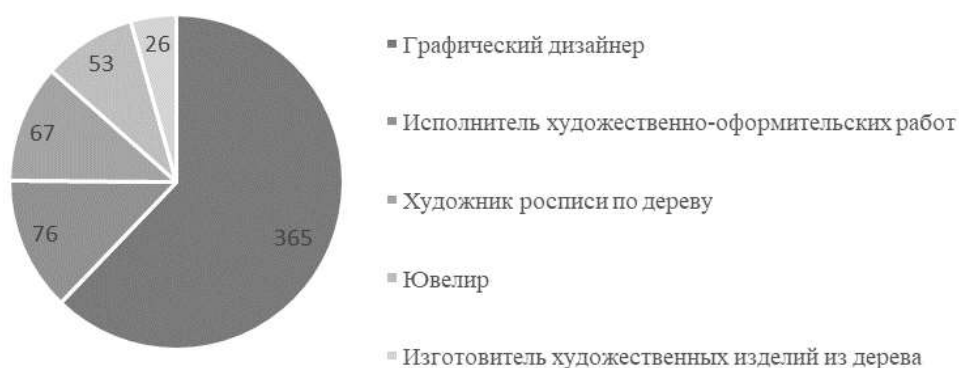 26
53
67
76
365
Графический дизайнер
Исполнитель художественно-оформительских работ
Художник росписи по дереву
Ювелир
Изготовитель художественных изделий из дерева